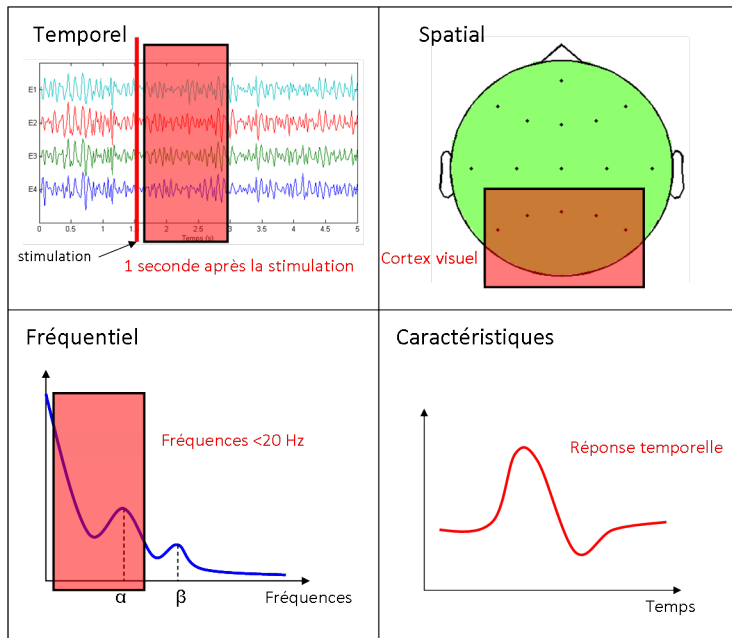 Temporel
E1
E2
E3
E4
0 0.5 1 1.5 2 2.5 3 3.5 4 4.5 5
Temps (s)
stimulation
1 seconde après la stimulation
Spatial
Cortex visuel
Fréquentiel
Fréquences <20 Hz
α β
Fréquences
Caractéristiques
Réponse temporelle
Temps